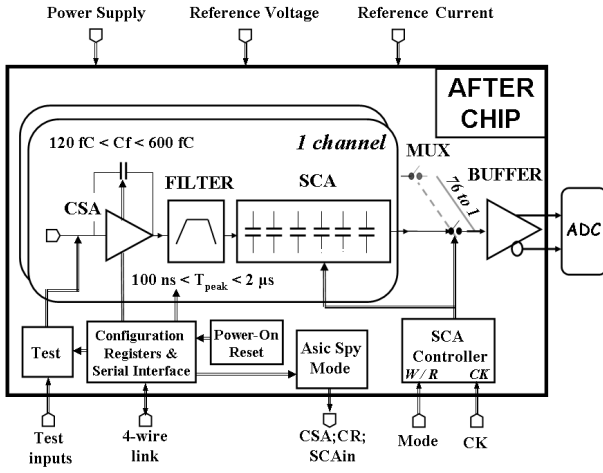 Power Supply
Reference Voltage
Reference Current
AFTER
CHIP
120 fC < Cf < 600 fC
1 channel
MUX
FILTER
SCA
BUFFER
CSA
76 to 1
ADC
100 ns < Tpeak < 2 µs
Test
Configuration
Registers &
Serial Interface
Power-On
Reset
Asic Spy
Mode
SCA
Controller
W / R
CK
Test
inputs
4-wire
link
CSA;CR;
SCAin
Mode
CK